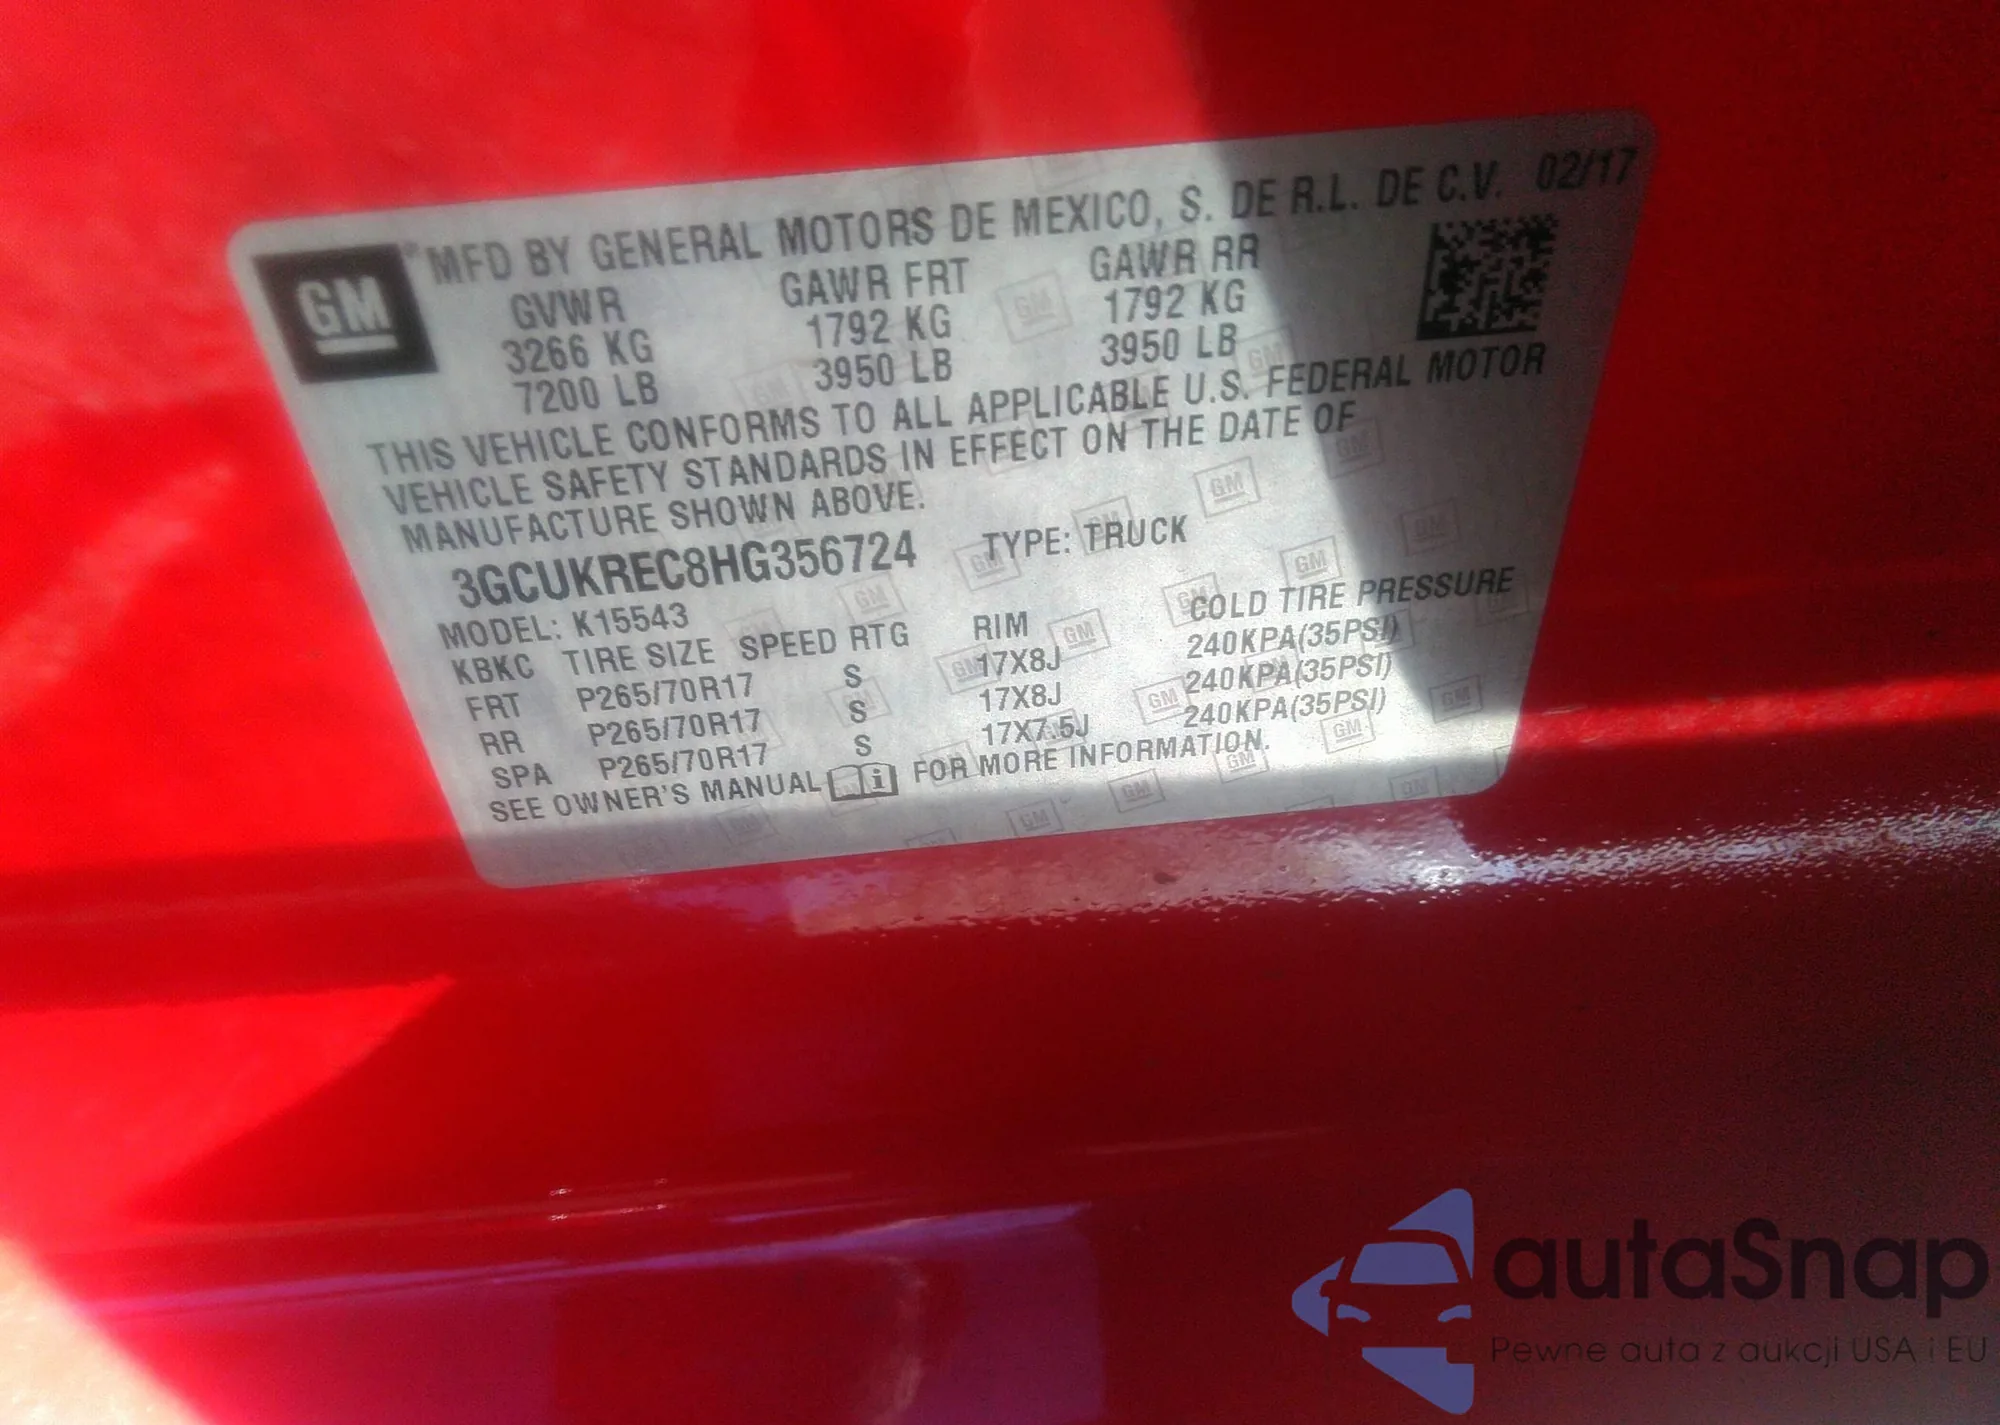 GM
MFD BY GENERAL MOTORS DE MEXICO, S. DE R.L. DE C.V. 02/17
GVWR GAWR FRT GAWR RR
3266 KG 1792 KG 1792 KG
7200 LB 3950 LB 3950 LB
THIS VEHICLE CONFORMS TO ALL APPLICABLE U.S. FEDERAL MOTOR
VEHICLE SAFETY STANDARDS IN EFFECT ON THE DATE OF
MANUFACTURE SHOWN ABOVE.
3GCUKREC8HG356724 TYPE: TRUCK
MODEL: K15543
KBKC TIRE SIZE SPEED RTG RIM COLD TIRE PRESSURE
FRT P265/70R17 S 17X8J 240KPA(35PSI)
RR P265/70R17 S 17X8J 240KPA(35PSI)
SPA P265/70R17 S 17X7.5J 240KPA(35PSI)
SEE OWNER'S MANUAL i FOR MORE INFORMATION.
autaSnap
Pewne auta z aukcji USA i EU